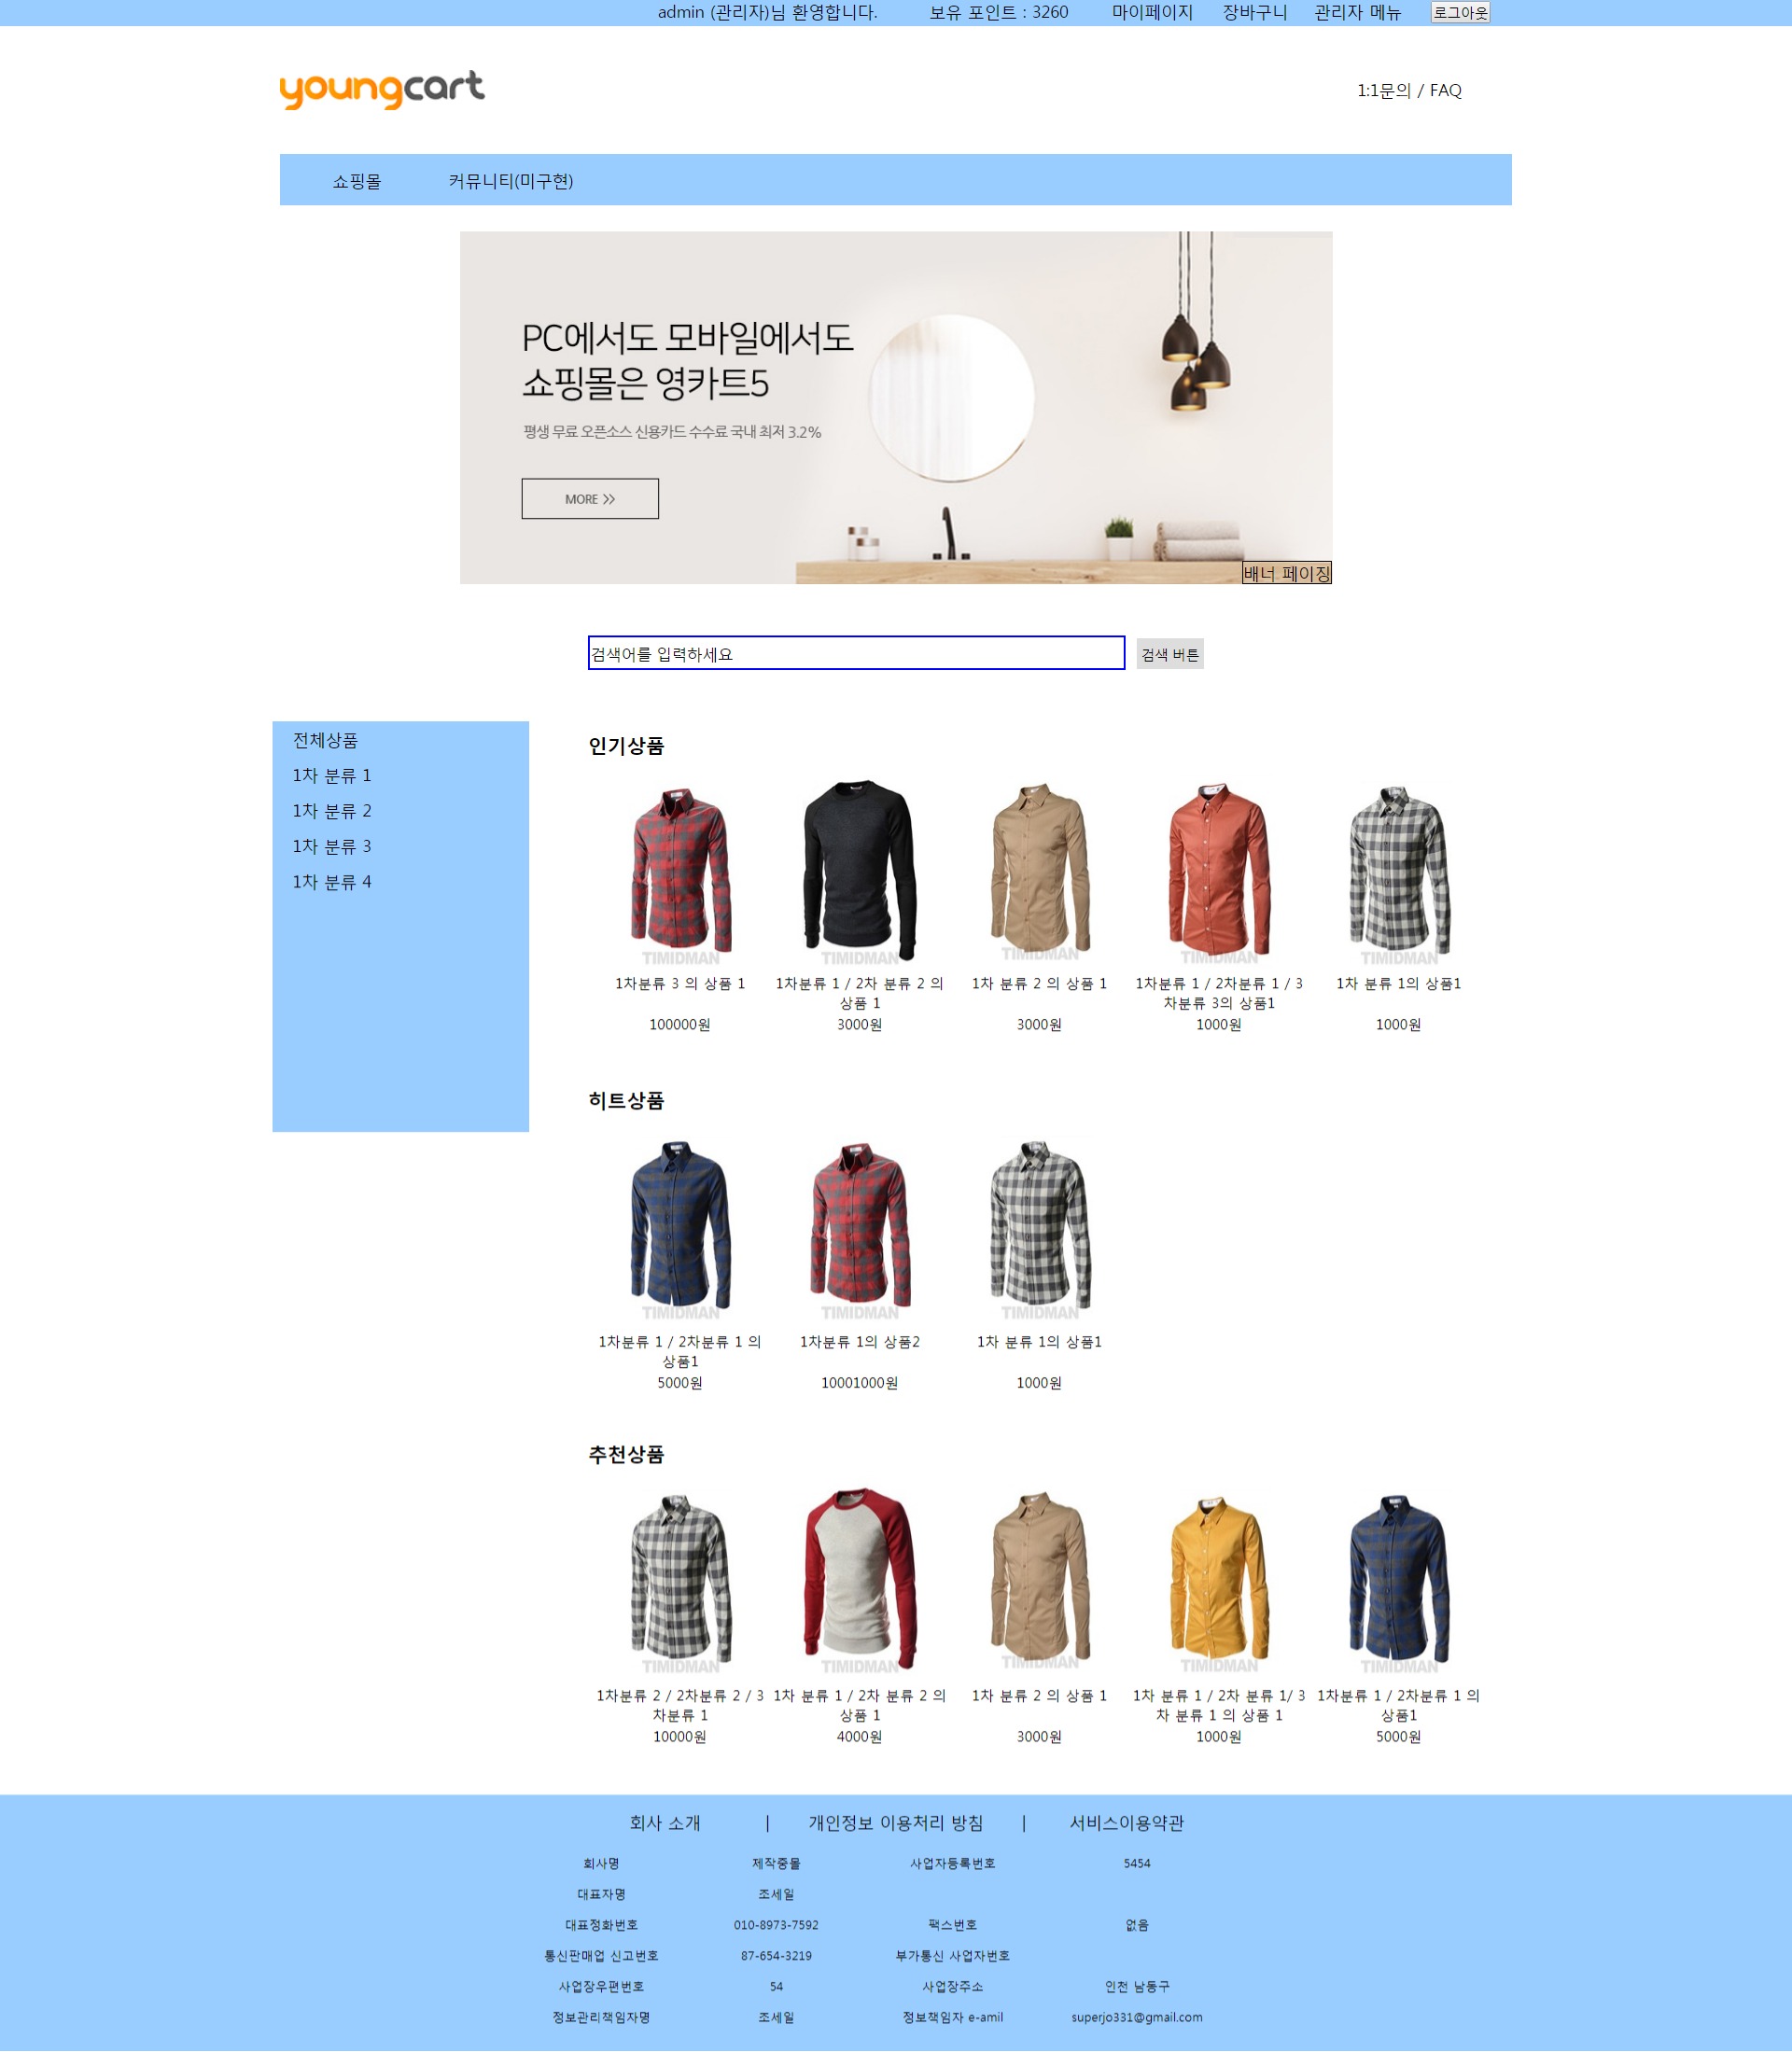 admin (관리자)님 환영합니다. 보유 포인트 : 3260 마이페이지 장바구니 관리자 메뉴 로그아웃
youngcart
1:1문의 / FAQ
쇼핑몰 커뮤니티(미구현)
PC에서도 모바일에서도
쇼핑몰은 영카트5
평생 무료 오픈소스 신용카드 수수료 국내 최저 3.2%
MORE >>
배너 페이징
검색어를 입력하세요 검색 버튼
전체상품
1차 분류 1
1차 분류 2
1차 분류 3
1차 분류 4
인기상품
TIMIDMAN TIMIDMAN TIMIDMAN TIMIDMAN TIMIDMAN
1차분류 3 의 상품 1
100000원
1차분류 1 / 2차 분류 2 의
상품 1
3000원
1차 분류 2 의 상품 1
3000원
1차분류 1 / 2차분류 1 / 3
차분류 3의 상품1
1000원
1차 분류 1의 상품1
1000원
히트상품
TIMIDMAN TIMIDMAN TIMIDMAN
1차분류 1 / 2차분류 1 의
상품1
5000원
1차분류 1의 상품2
10001000원
1차 분류 1의 상품1
1000원
추천상품
TIMIDMAN TIMIDMAN TIMIDMAN TIMIDMAN TIMIDMAN
1차분류 2 / 2차분류 2 / 3
차분류 1
10000원
1차 분류 1 / 2차 분류 2 의
상품 1
4000원
1차 분류 2 의 상품 1
3000원
1차 분류 1 / 2차 분류 1/ 3
차 분류 1 의 상품 1
1000원
1차분류 1 / 2차분류 1 의
상품1
5000원
회사 소개 | 개인정보 이용처리 방침 | 서비스이용약관
회사명 제작중몰 사업자등록번호 5454
대표자명 조세일
대표정화번호 010-8973-7592 팩스번호 없음
통신판매업 신고번호 87-654-3219 부가통신 사업자번호
사업장우편번호 54 사업장주소 인천 남동구
정보관리책임자명 조세일 정보책임자 e-amil superjo331@gmail.com